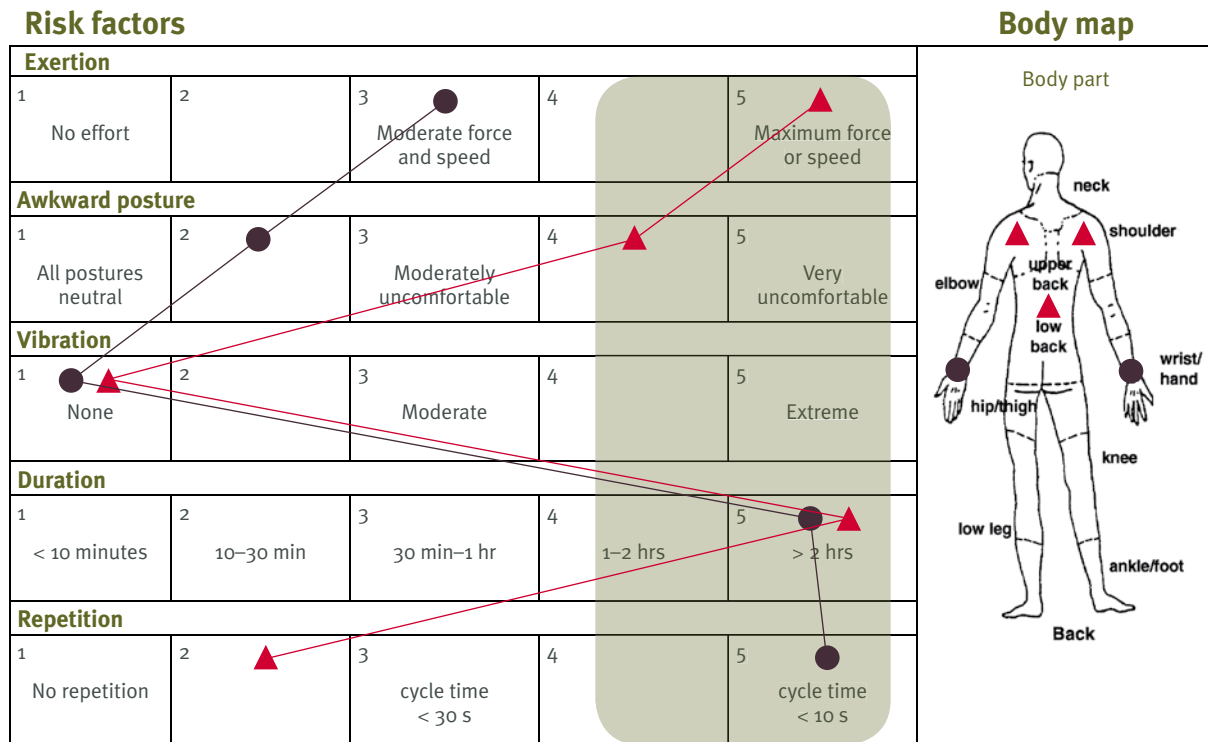 Risk factors
Body map
Exertion
1
2
3
4
5
No effort
Moderate force
and speed
Maximum force
or speed
Awkward posture
1
2
3
4
5
All postures
neutral
Moderately
uncomfortable
Very
uncomfortable
Vibration
1
2
3
4
5
None
Moderate
Extreme
Duration
1
2
3
4
5
< 10 minutes
10–30 min
30 min–1 hr
1–2 hrs
> 2 hrs
Repetition
1
2
3
4
5
No repetition
cycle time
< 30 s
cycle time
< 10 s
Body part
neck
shoulder
upper
back
elbow
low
back
wrist/
hand
hip/thigh
knee
low leg
ankle/foot
Back